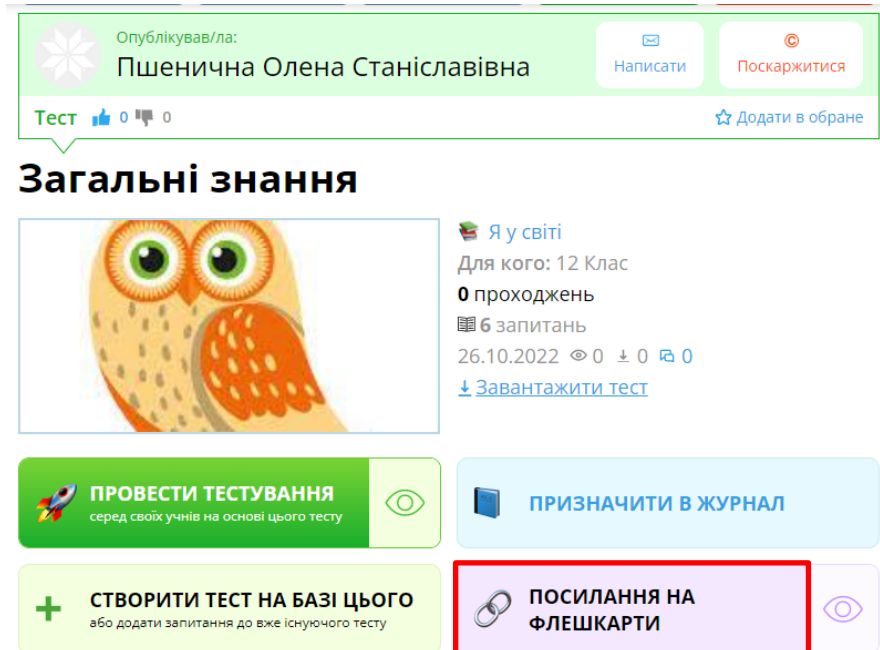 Опублікував/ла:
Пшенична Олена Станіславівна
Написати
Поскаржитися
Тест 0 0
Додати в обране
Загальні знання
Я у світі
Для кого: 12 Клас
0 проходжень
6 запитань
26.10.2022 0 0 0
Завантажити тест
ПРОВЕСТИ ТЕСТУВАННЯ
серед своїх учнів на основі цього тесту
ПРИЗНАЧИТИ В ЖУРНАЛ
СТВОРИТИ ТЕСТ НА БАЗІ ЦЬОГО
або додати запитання до вже існуючого тесту
ПОСИЛАННЯ НА
ФЛЕШКАРТИ